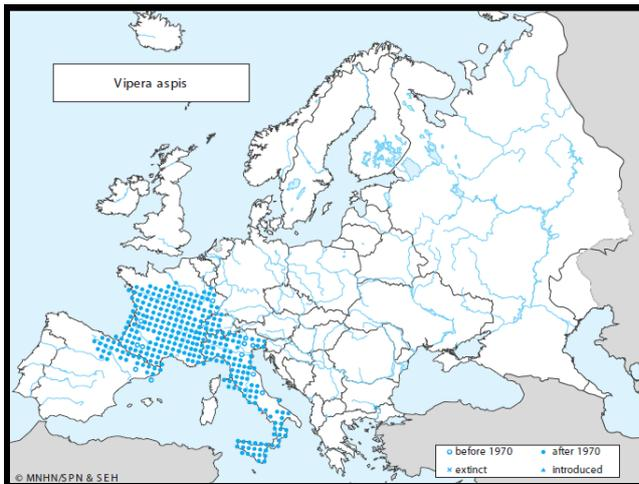 Vipera aspis
before 1970 after 1970
extinct introduced
© MNHN/SPN & SEH